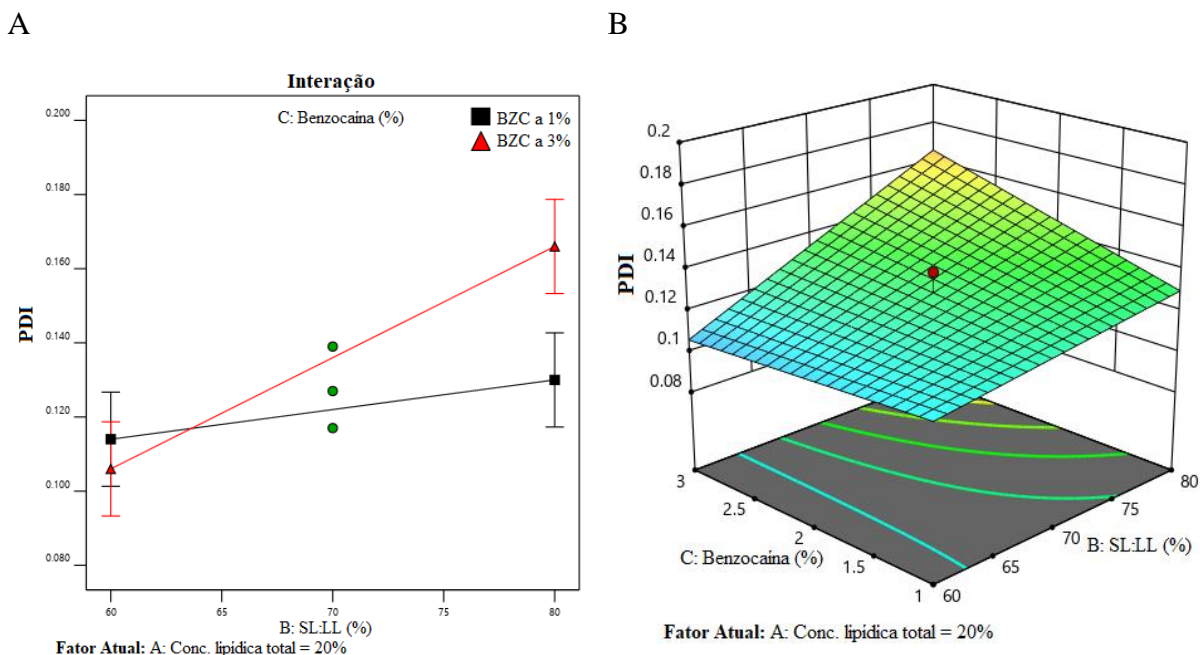 A
B
Interação
C: Benzocaina (%)
BZC a 1%
BZC a 3%
PDI
0.200
0.180
0.160
0.140
0.120
0.100
0.080
60
65
70
75
80
B: SL:LL (%)
Fator Atual: A: Conc. lipídica total = 20%
PDI
0.2
0.18
0.16
0.14
0.12
0.1
0.08
3
2.5
2
1.5
1
C: Benzocaína (%)
60
65
70
75
80
B: SL:LL (%)
Fator Atual: A: Conc. lipídica total = 20%